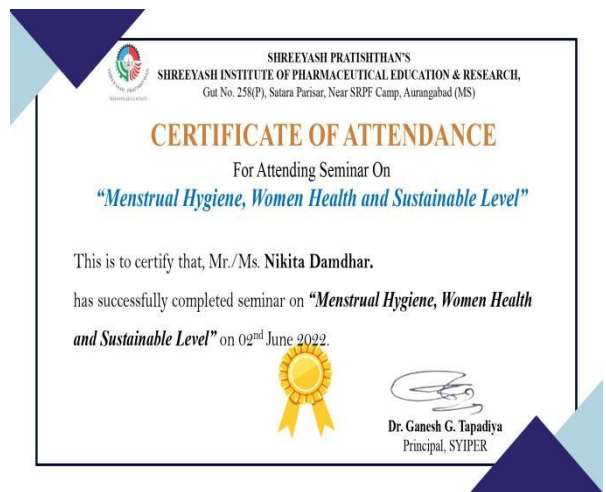 SHREEYASH PRATISHTHAN'S
SHREEYASH INSTITUTE OF PHARMACEUTICAL EDUCATION & RESEARCH,
Gut No. 258(P), Satara Parisar, Near SRPF Camp, Aurangabad (MS)
CERTIFICATE OF ATTENDANCE
For Attending Seminar On
“Menstrual Hygiene, Women Health and Sustainable Level”
This is to certify that, Mr./Ms. Nikita Damdhar.
has successfully completed seminar on “Menstrual Hygiene, Women Health
and Sustainable Level” on 02nd June 2022.
Dr. Ganesh G. Tapadiya
Principal, SYIPER